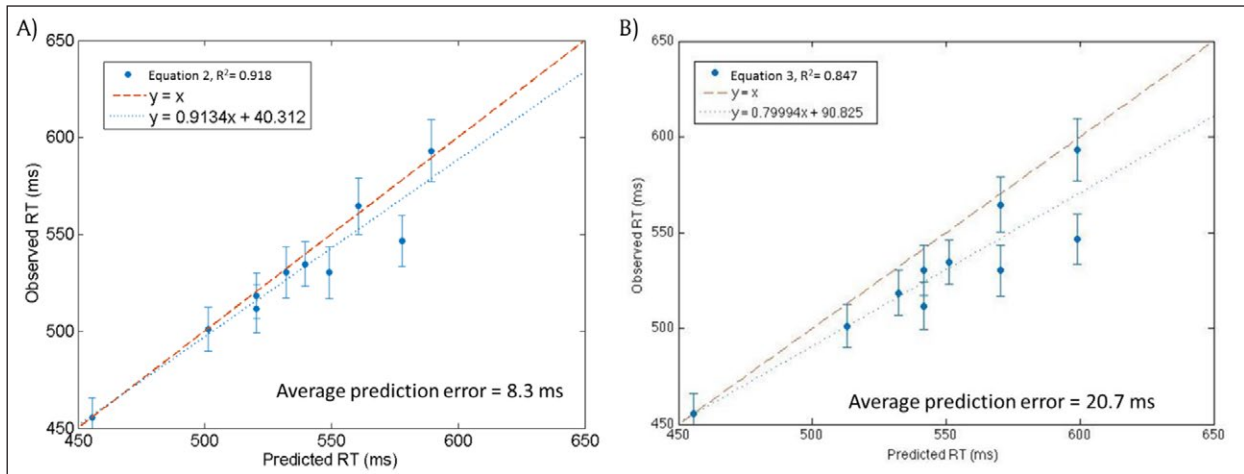 A)
650
600
550
500
450
Observed RT (ms)
Equation 2, R²= 0.918
y = x
y = 0.9134x + 40.312
Average prediction error = 8.3 ms
450 500 550 600 650
Predicted RT (ms)
B)
650
600
550
500
450
Observed RT (ms)
Equation 3, R²= 0.847
y = x
y = 0.79994x + 90.825
Average prediction error = 20.7 ms
450 500 550 600 650
Predicted RT (ms)